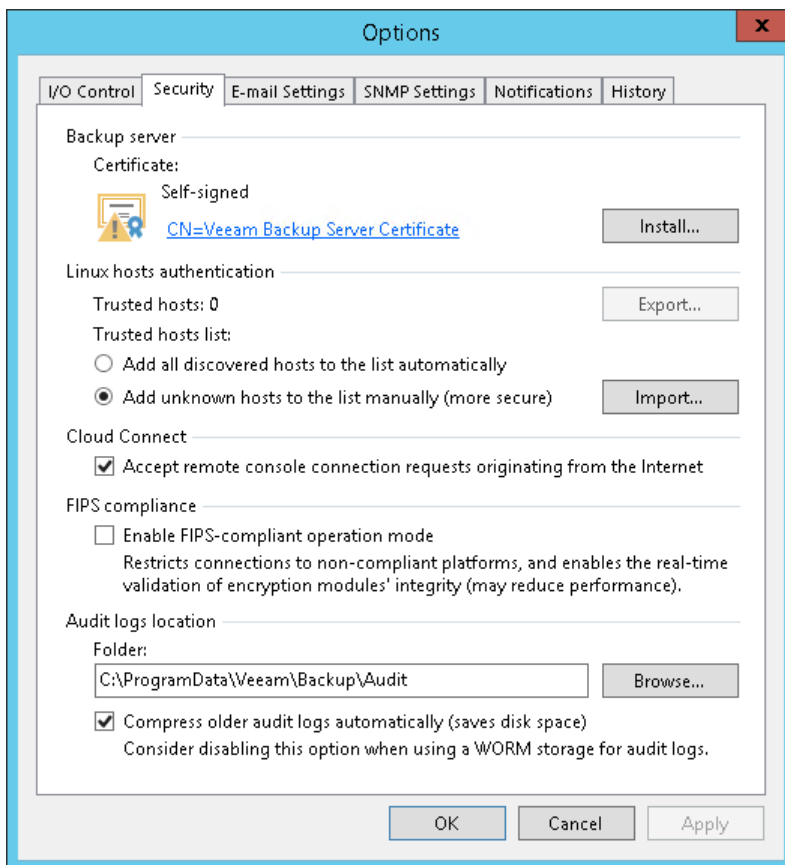 Options
x
I/O Control Security E-mail Settings SNMP Settings Notifications History
Backup server
Certificate:
Self-signed
CN=Veeam Backup Server Certificate
Install...
Linux hosts authentication
Trusted hosts: 0
Export...
Trusted hosts list:
Add all discovered hosts to the list automatically
Add unknown hosts to the list manually (more secure)
Import...
Cloud Connect
Accept remote console connection requests originating from the Internet
FIPS compliance
Enable FIPS-compliant operation mode
Restricts connections to non-compliant platforms, and enables the real-time
validation of encryption modules' integrity (may reduce performance).
Audit logs location
Folder:
C:\ProgramData\Veeam\Backup\Audit
Browse...
Compress older audit logs automatically (saves disk space)
Consider disabling this option when using a WORM storage for audit logs.
OK Cancel Apply